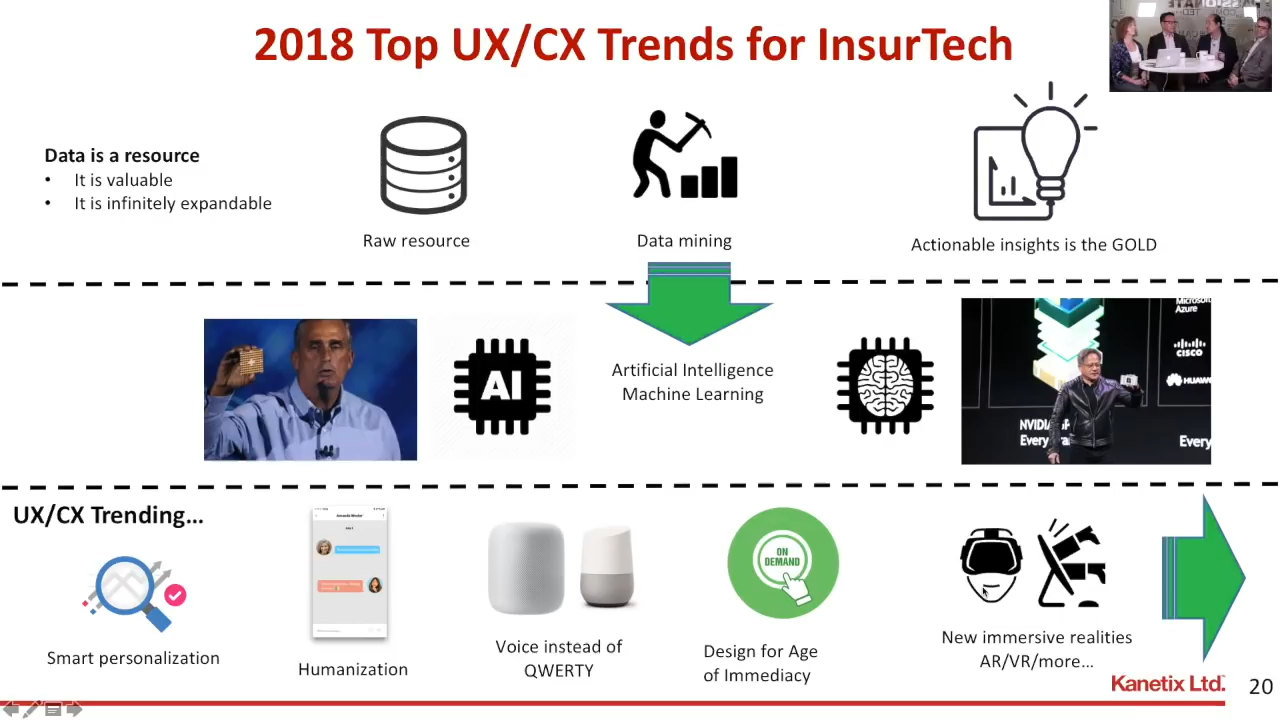 2018 Top UX/CX Trends for InsurTech
Data is a resource
• It is valuable
• It is infinitely expandable
Raw resource
Data mining
Actionable insights is the GOLD
AI
Artificial Intelligence
Machine Learning
Microsoft
Azure
CISCO
HUAWE
NVIDIA
Every
Every
UX/CX Trending...
ON
DEMAND
Smart personalization
Humanization
Voice instead of
QWERTY
Design for Age
of Immediacy
New immersive realities
AR/VR/more...
Kanetix Ltd.
20